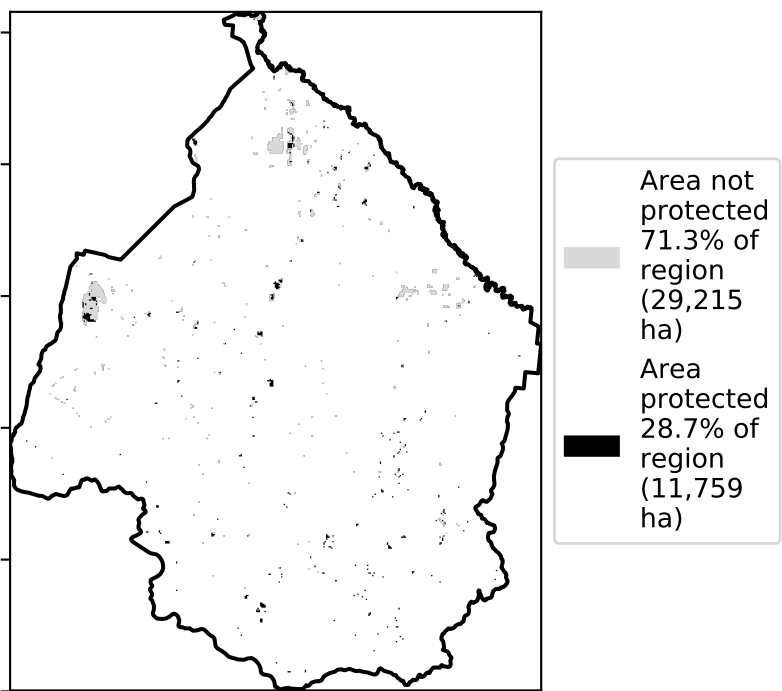 Area not
protected
71.3% of
region
(29,215
ha)
Area
protected
28.7% of
region
(11,759
ha)